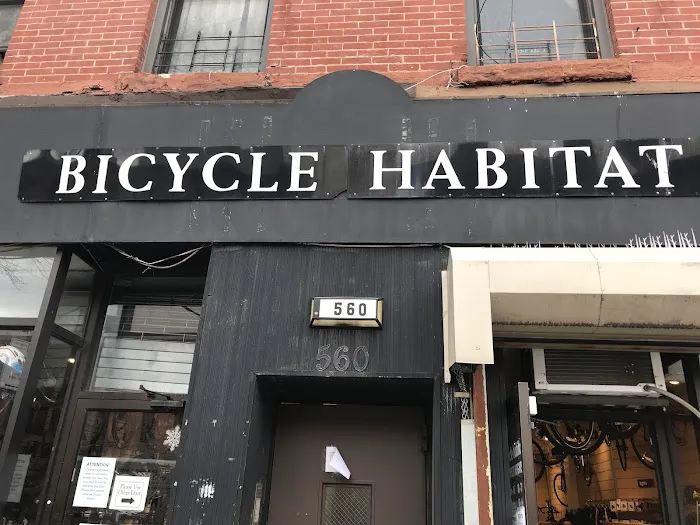 BICYCLE HABITAT
560
560
ATTENTION!
Please Use
Other Door